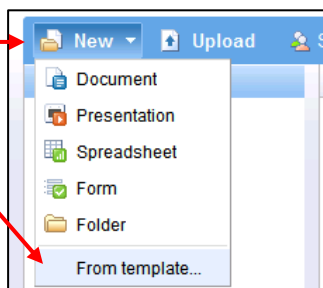 New Upload S
Document
Presentation
Spreadsheet
Form
Folder
From template...